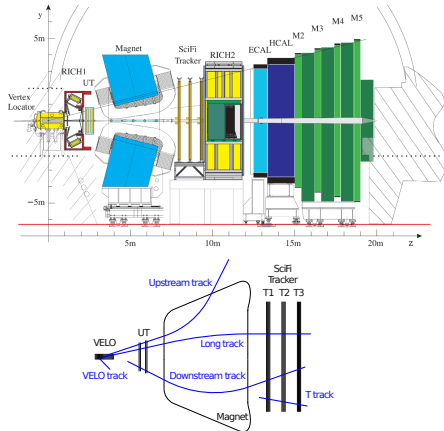 y
5m
Magnet
SciFi
Tracker
RICH2
ECAL
HCAL
M2
M3
M4
M5
RICH1
UT
Vertex
Locator
−5m
5m
10m
15m
20m
z
Upstream track
SciFi
Tracker
T1 T2 T3
UT
VELO
Long track
VELO track
Downstream track
T track
Magnet